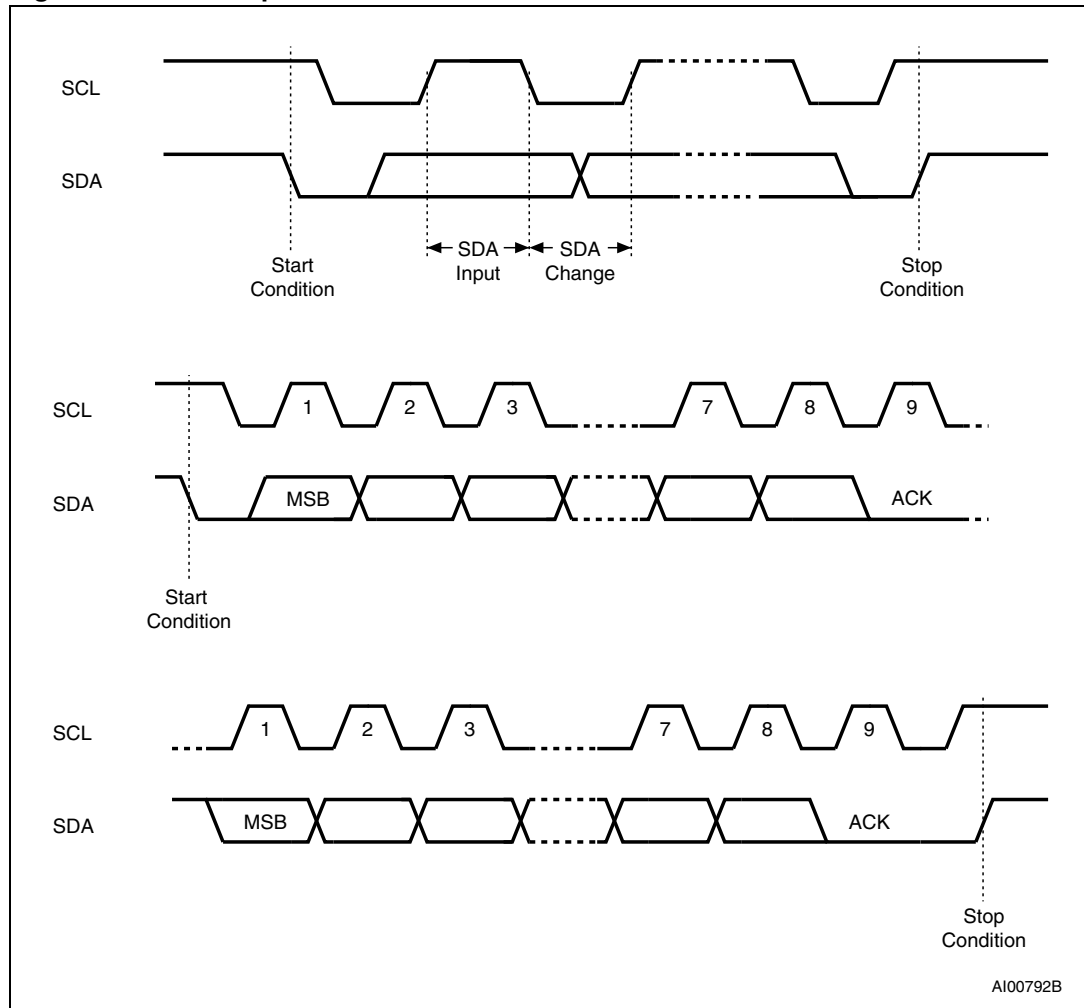 SCL
SDA
SDA
Input
SDA
Change
Start
Condition
Stop
Condition
SCL
1
2
3
7
8
9
SDA
MSB
ACK
Start
Condition
SCL
1
2
3
7
8
9
SDA
MSB
ACK
Stop
Condition
AI00792B